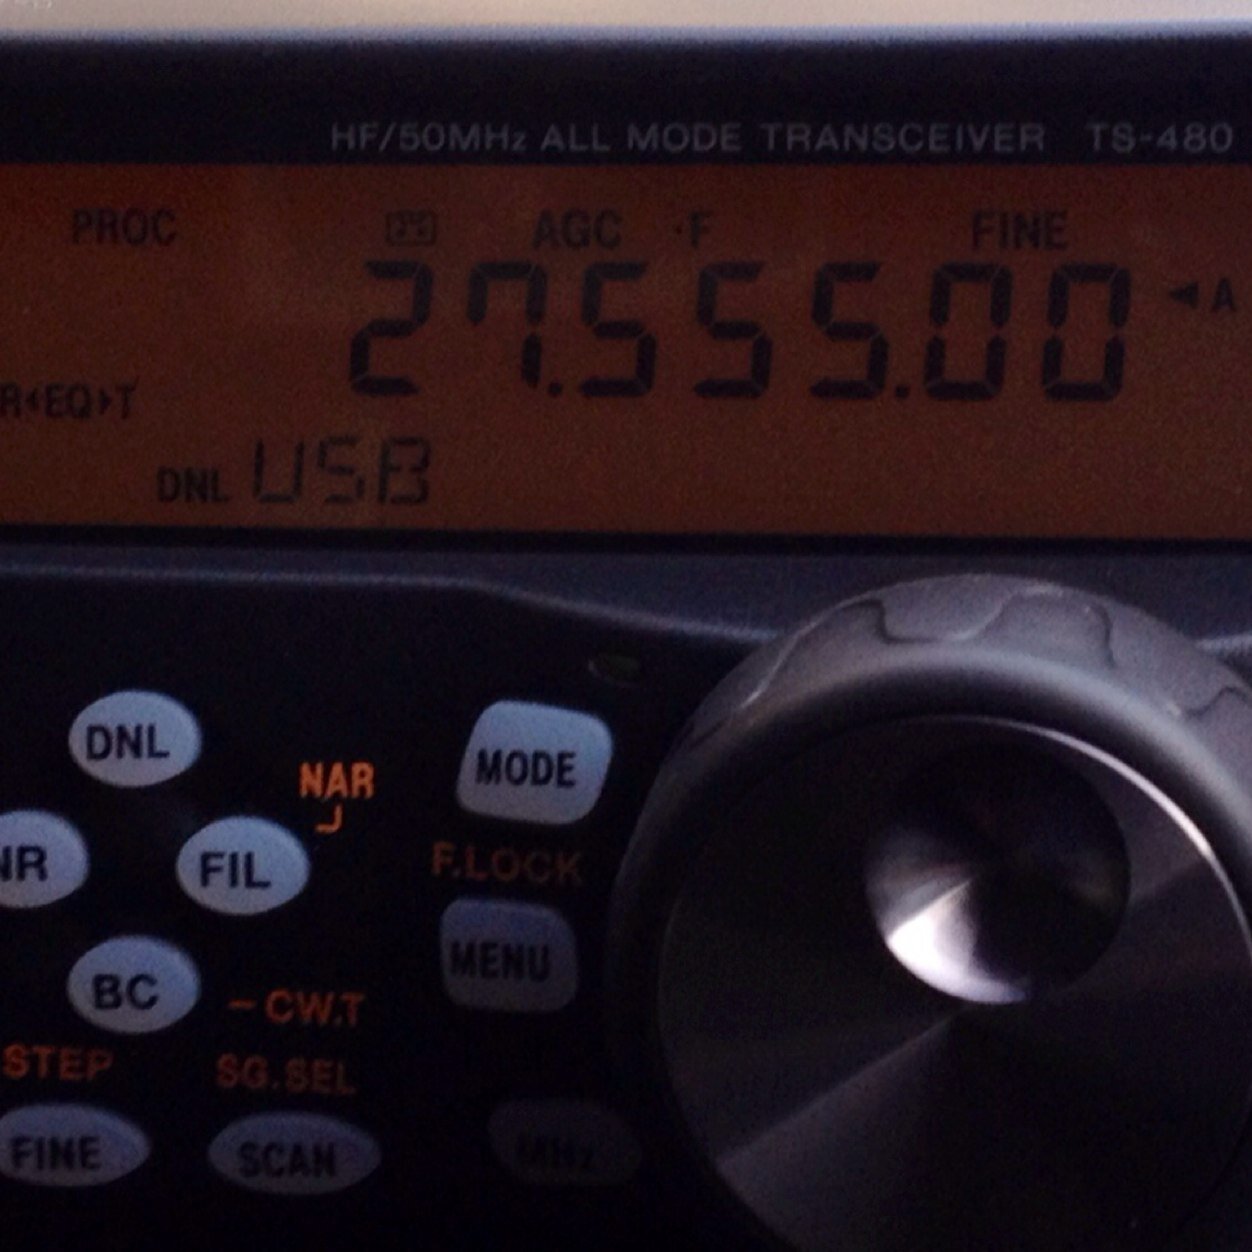 HF/50MHz ALL MODE TRANSCEIVER TS-480
PROC AGC F FINE
27.555.00 ◄A
R◂EQ▸T
DNL USB
DNL
MODE
NAR
NR
FIL
F.LOCK
MENU
BC
–CW.T
STEP
SG.SEL
FINE
SCAN
MHz